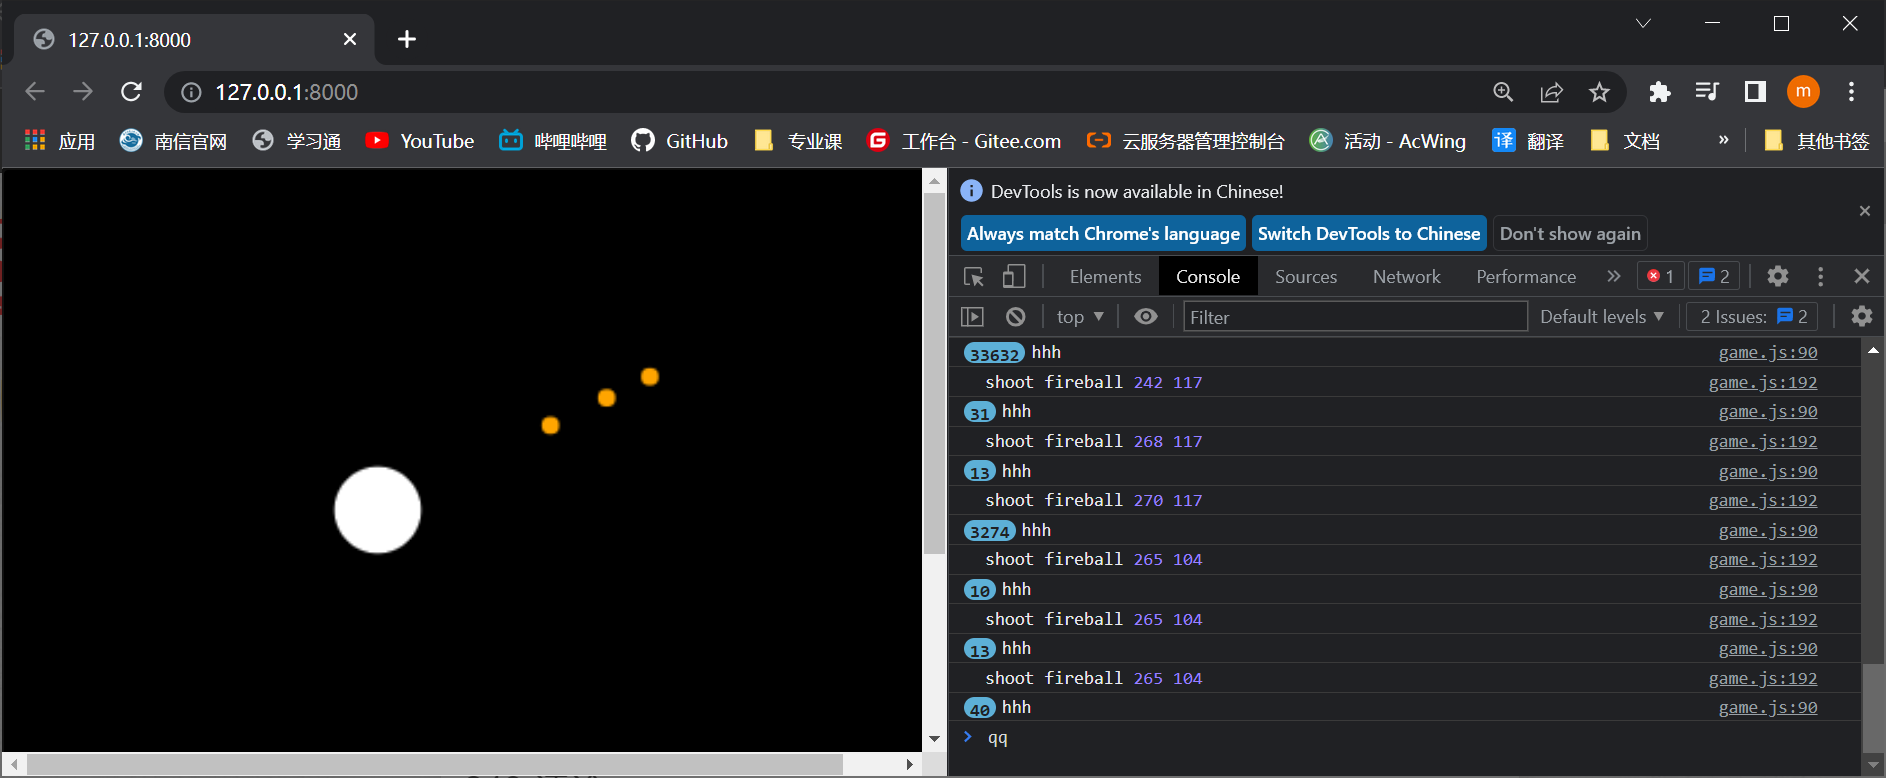 127.0.0.1:8000
127.0.0.1:8000
m
应用 南信官网 学习通 YouTube 哔哩哔哩 GitHub 专业课 工作台 - Gitee.com 云服务器管理控制台 活动 - AcWing 译 翻译 文档 » 其他书签
DevTools is now available in Chinese!
Always match Chrome's language Switch DevTools to Chinese Don't show again
Elements Console Sources Network Performance » 1 2
top Filter Default levels 2 Issues: 2
33632 hhh game.js:90
shoot fireball 242 117 game.js:192
31 hhh game.js:90
shoot fireball 268 117 game.js:192
13 hhh game.js:90
shoot fireball 270 117 game.js:192
3274 hhh game.js:90
shoot fireball 265 104 game.js:192
10 hhh game.js:90
shoot fireball 265 104 game.js:192
13 hhh game.js:90
shoot fireball 265 104 game.js:192
40 hhh game.js:90
> qq